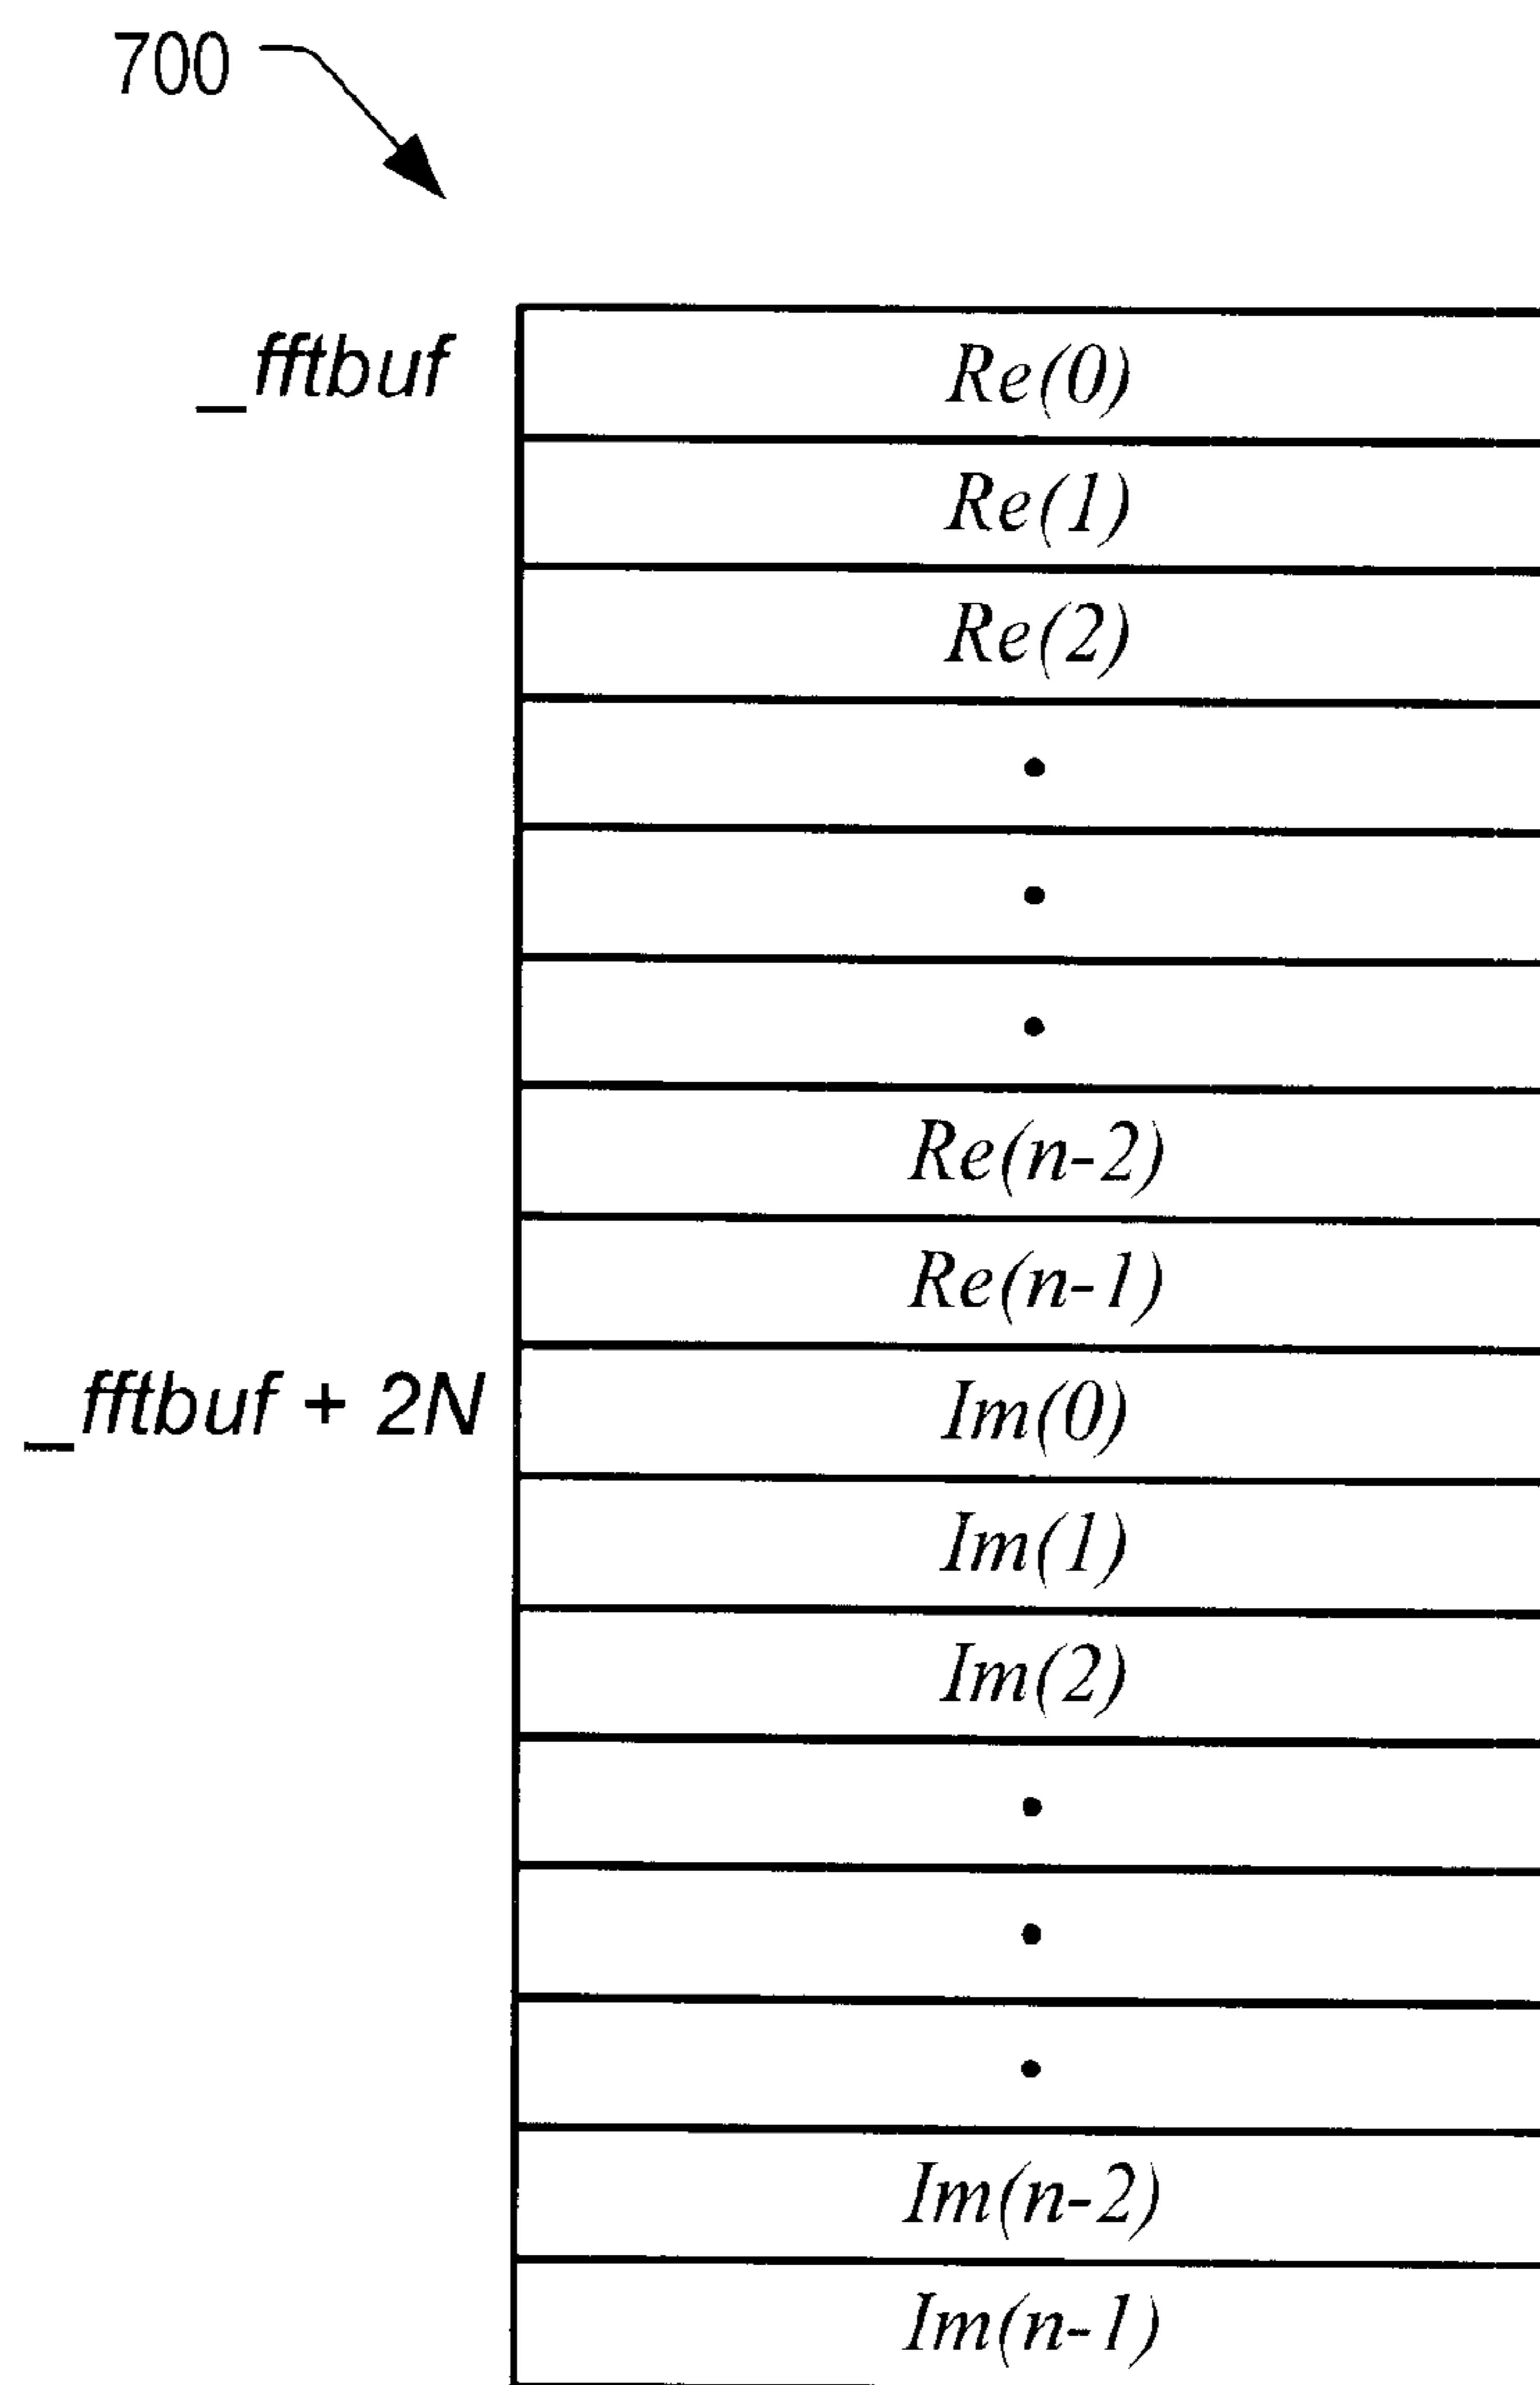 700
_fftbuf
Re(0)
Re(1)
Re(2)
•
•
•
Re(n-2)
Re(n-1)
_fftbuf + 2N
Im(0)
Im(1)
Im(2)
•
•
•
Im(n-2)
Im(n-1)